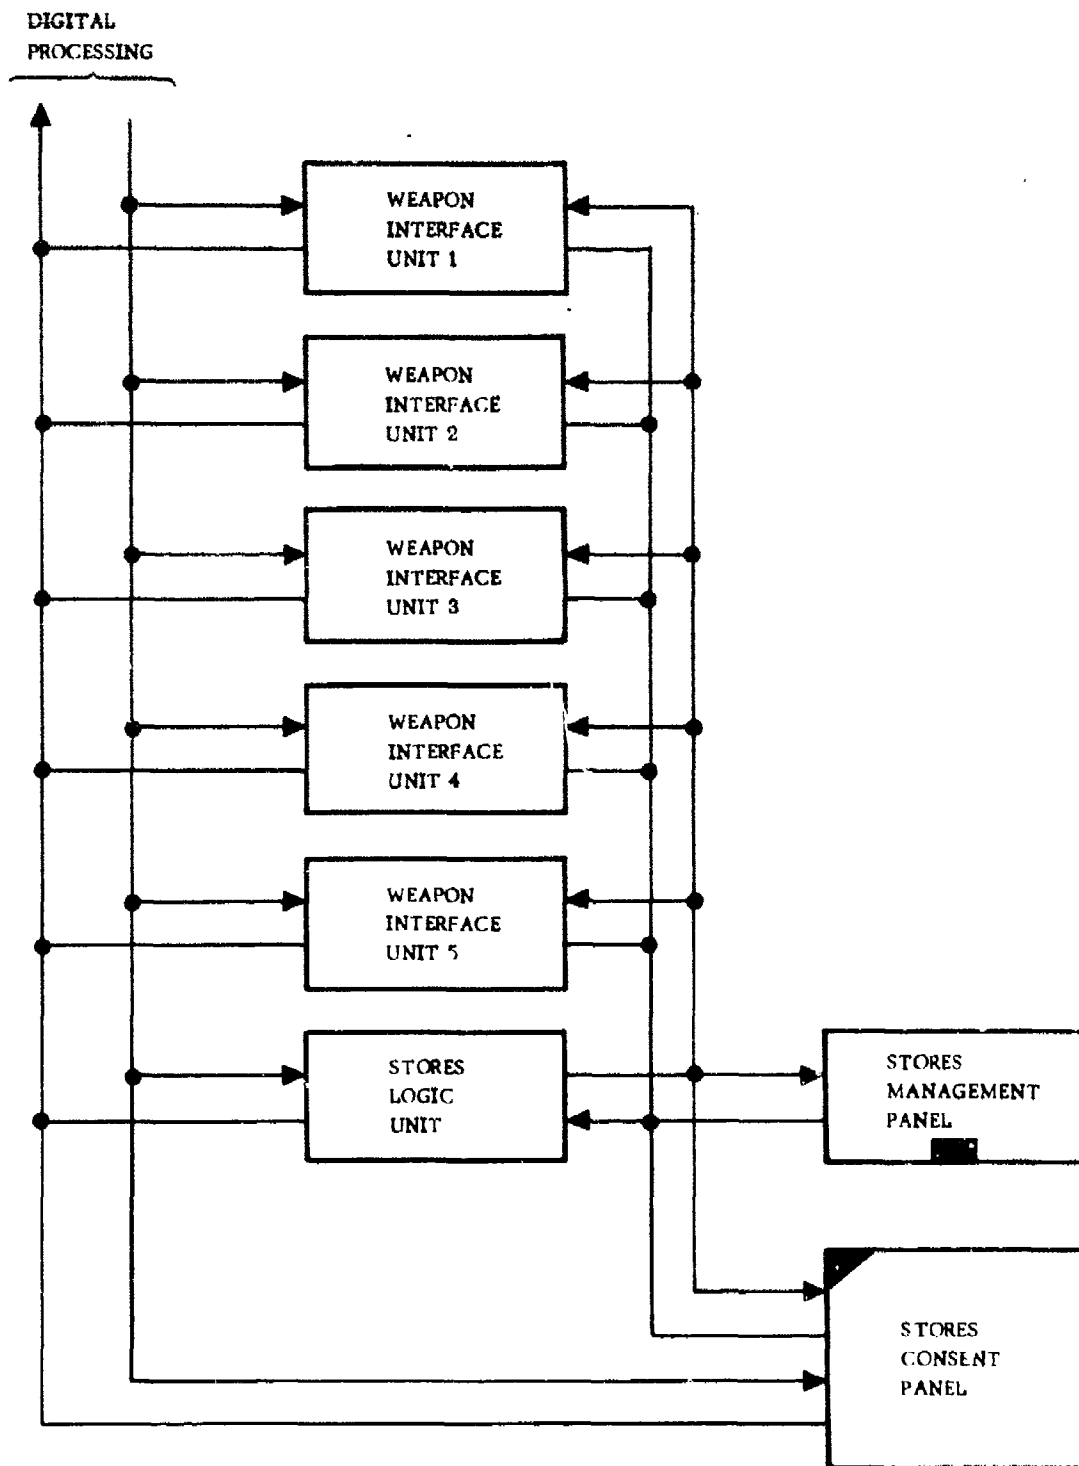 DIGITAL
PROCESSING
WEAPON
INTERFACE
UNIT 1
WEAPON
INTERFACE
UNIT 2
WEAPON
INTERFACE
UNIT 3
WEAPON
INTERFACE
UNIT 4
WEAPON
INTERFACE
UNIT 5
STORES
LOGIC
UNIT
STORES
MANAGEMENT
PANEL
STORES
CONSENT
PANEL